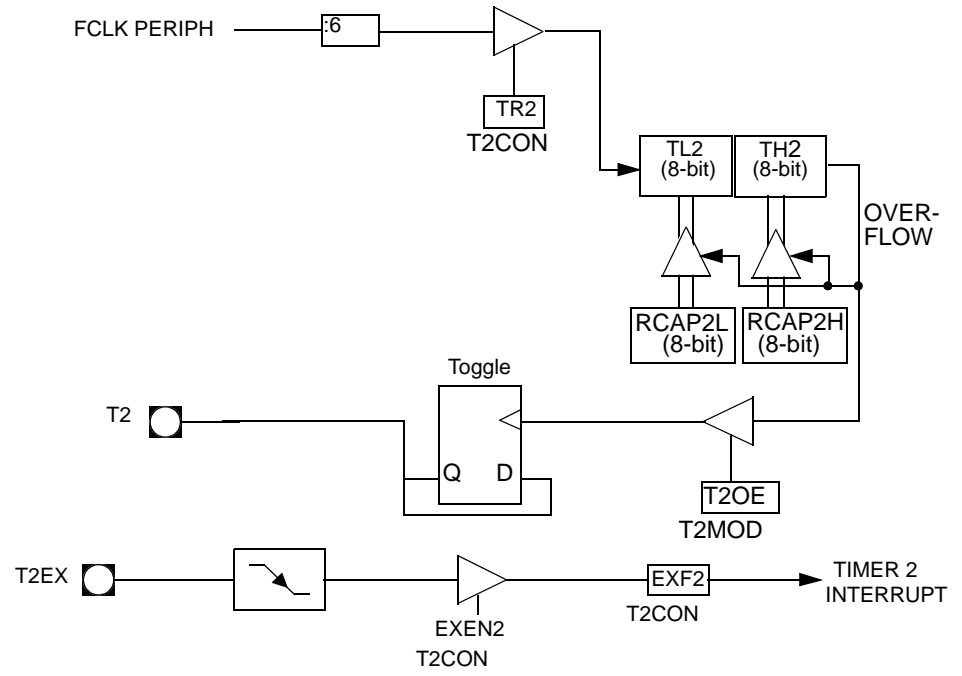 FCLK PERIPH
:6
TR2
T2CON
TL2
(8-bit)
TH2
(8-bit)
OVER-
FLOW
RCAP2L
(8-bit)
RCAP2H
(8-bit)
Toggle
T2
Q
D
T2OE
T2MOD
T2EX
EXEN2
T2CON
EXF2
T2CON
TIMER 2
INTERRUPT